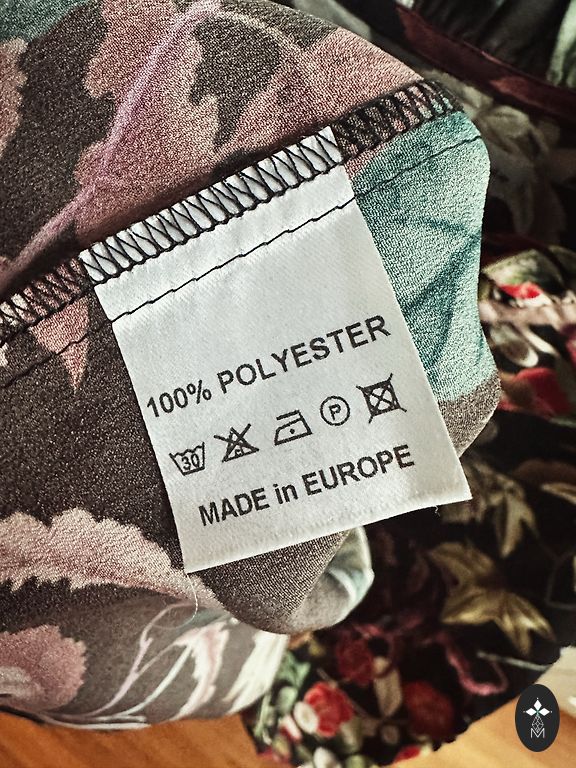 100% POLYESTER
30 P
MADE in EUROPE
M